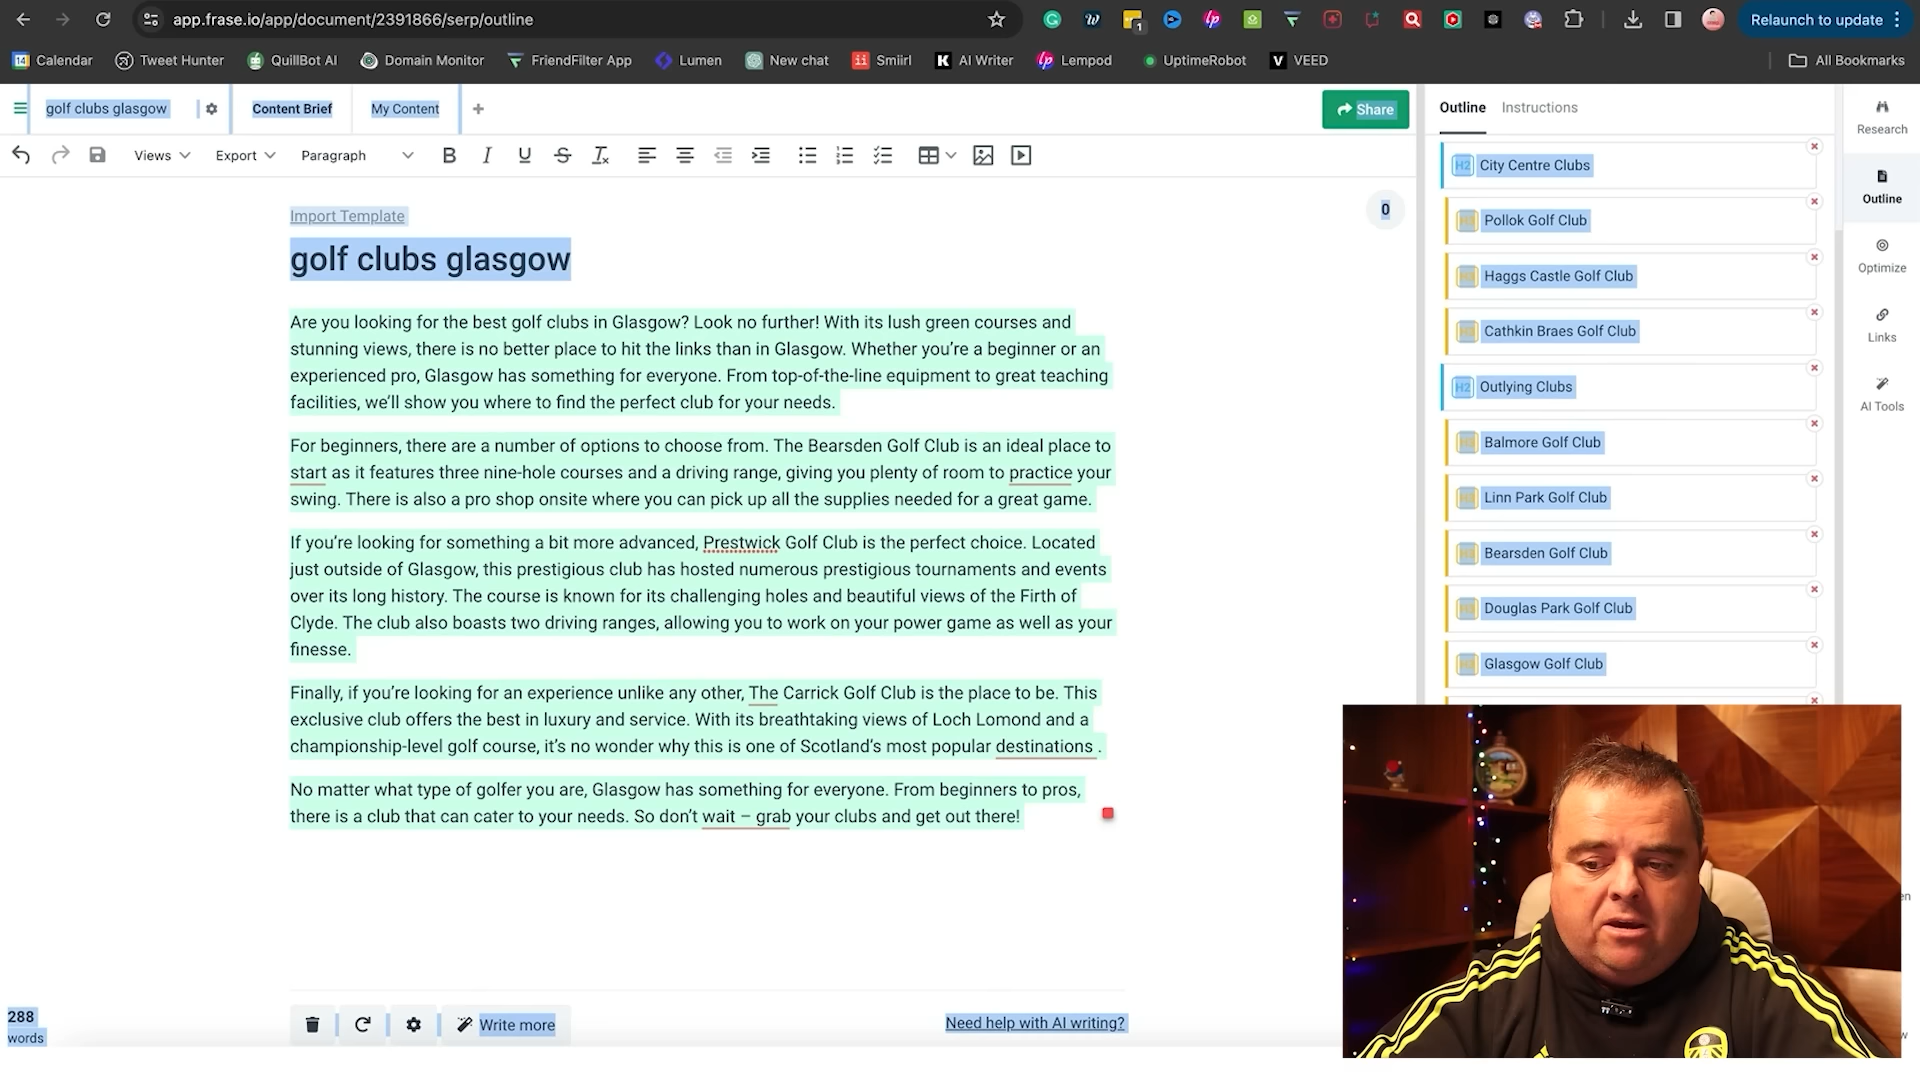 app.frase.io/app/document/2391866/serp/outline
1
Relaunch to update
14 Calendar
Tweet Hunter
QuillBot AI
Domain Monitor
FriendFilter App
Lumen
New chat
Smiirl
AI Writer
Lempod
UptimeRobot
VEED
All Bookmarks
golf clubs glasgow
Content Brief
My Content
Share
Outline
Instructions
Research
Views
Export
Paragraph
Import Template
0
golf clubs glasgow
Are you looking for the best golf clubs in Glasgow? Look no further! With its lush green courses and
stunning views, there is no better place to hit the links than in Glasgow. Whether you’re a beginner or an
experienced pro, Glasgow has something for everyone. From top-of-the-line equipment to great teaching
facilities, we’ll show you where to find the perfect club for your needs.
For beginners, there are a number of options to choose from. The Bearsden Golf Club is an ideal place to
start as it features three nine-hole courses and a driving range, giving you plenty of room to practice your
swing. There is also a pro shop onsite where you can pick up all the supplies needed for a great game.
If you’re looking for something a bit more advanced, Prestwick Golf Club is the perfect choice. Located
just outside of Glasgow, this prestigious club has hosted numerous prestigious tournaments and events
over its long history. The course is known for its challenging holes and beautiful views of the Firth of
Clyde. The club also boasts two driving ranges, allowing you to work on your power game as well as your
finesse.
Finally, if you’re looking for an experience unlike any other, The Carrick Golf Club is the place to be. This
exclusive club offers the best in luxury and service. With its breathtaking views of Loch Lomond and a
championship-level golf course, it’s no wonder why this is one of Scotland’s most popular destinations .
No matter what type of golfer you are, Glasgow has something for everyone. From beginners to pros,
there is a club that can cater to your needs. So don’t wait – grab your clubs and get out there!
H2 City Centre Clubs
Pollok Golf Club
Haggs Castle Golf Club
Cathkin Braes Golf Club
H2 Outlying Clubs
Balmore Golf Club
Linn Park Golf Club
Bearsden Golf Club
Douglas Park Golf Club
Glasgow Golf Club
Outline
Optimize
Links
AI Tools
288
words
Write more
Need help with AI writing?